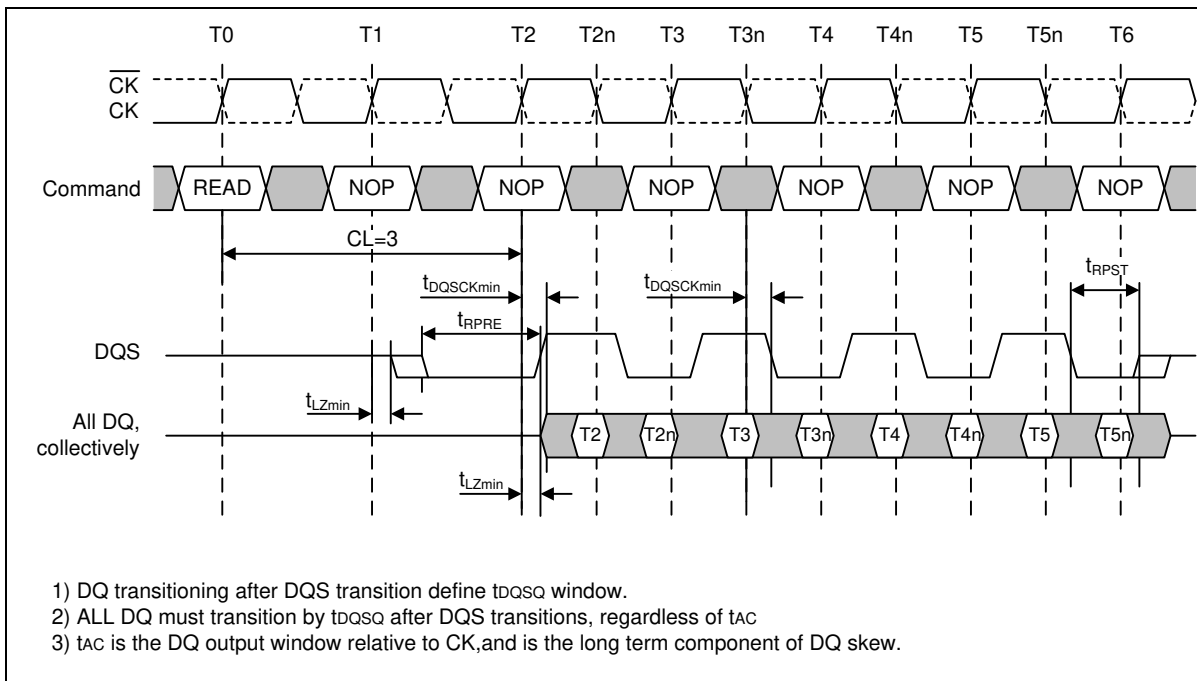 T0 T1 T2 T2n T3 T3n T4 T4n T5 T5n T6
CK
CK
Command READ NOP NOP NOP NOP NOP NOP
CL=3
tDQSCKmin tDQSCKmin tRPST
tRPRE
DQS
tLZmin
All DQ,
collectively
T2 T2n T3 T3n T4 T4n T5 T5n
tLZmin
1) DQ transitioning after DQS transition define tDQSQ window.
2) ALL DQ must transition by tDQSQ after DQS transitions, regardless of tAC
3) tAC is the DQ output window relative to CK,and is the long term component of DQ skew.